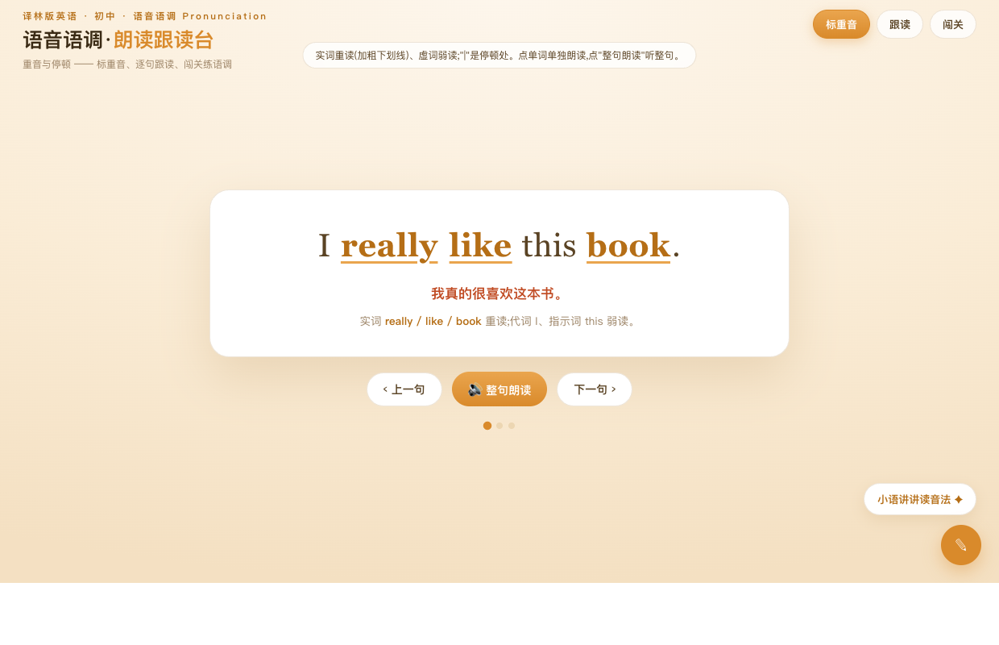 译林版英语 · 初中 · 语音语调 Pronunciation
语音语调·朗读跟读台
重音与停顿 —— 标重音、逐句跟读、闯关练语调
实词重读(加粗下划线)、虚词弱读;"|"是停顿处。点单词单独朗读,点"整句朗读"听整句。
标重音
跟读
闯关
I really like this book.
我真的很喜欢这本书。
实词 really / like / book 重读;代词 I、指示词 this 弱读。
‹ 上一句
🔊 整句朗读
下一句 ›
小语讲讲读音法 ✦
✎